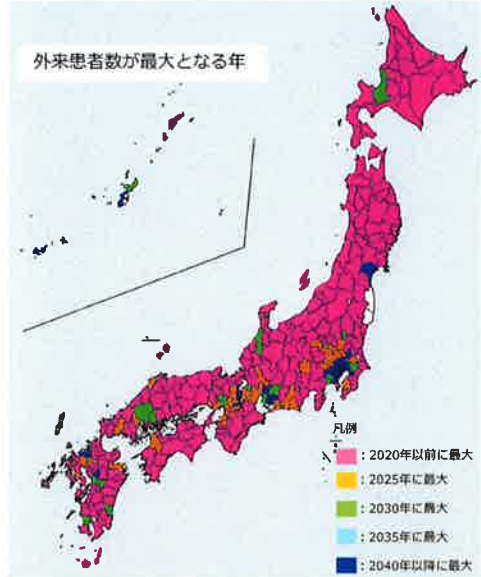 外来患者数が最大となる年
凡例
：2020年以前に最大
：2025年に最大
：2030年に最大
：2035年に最大
：2040年以降に最大